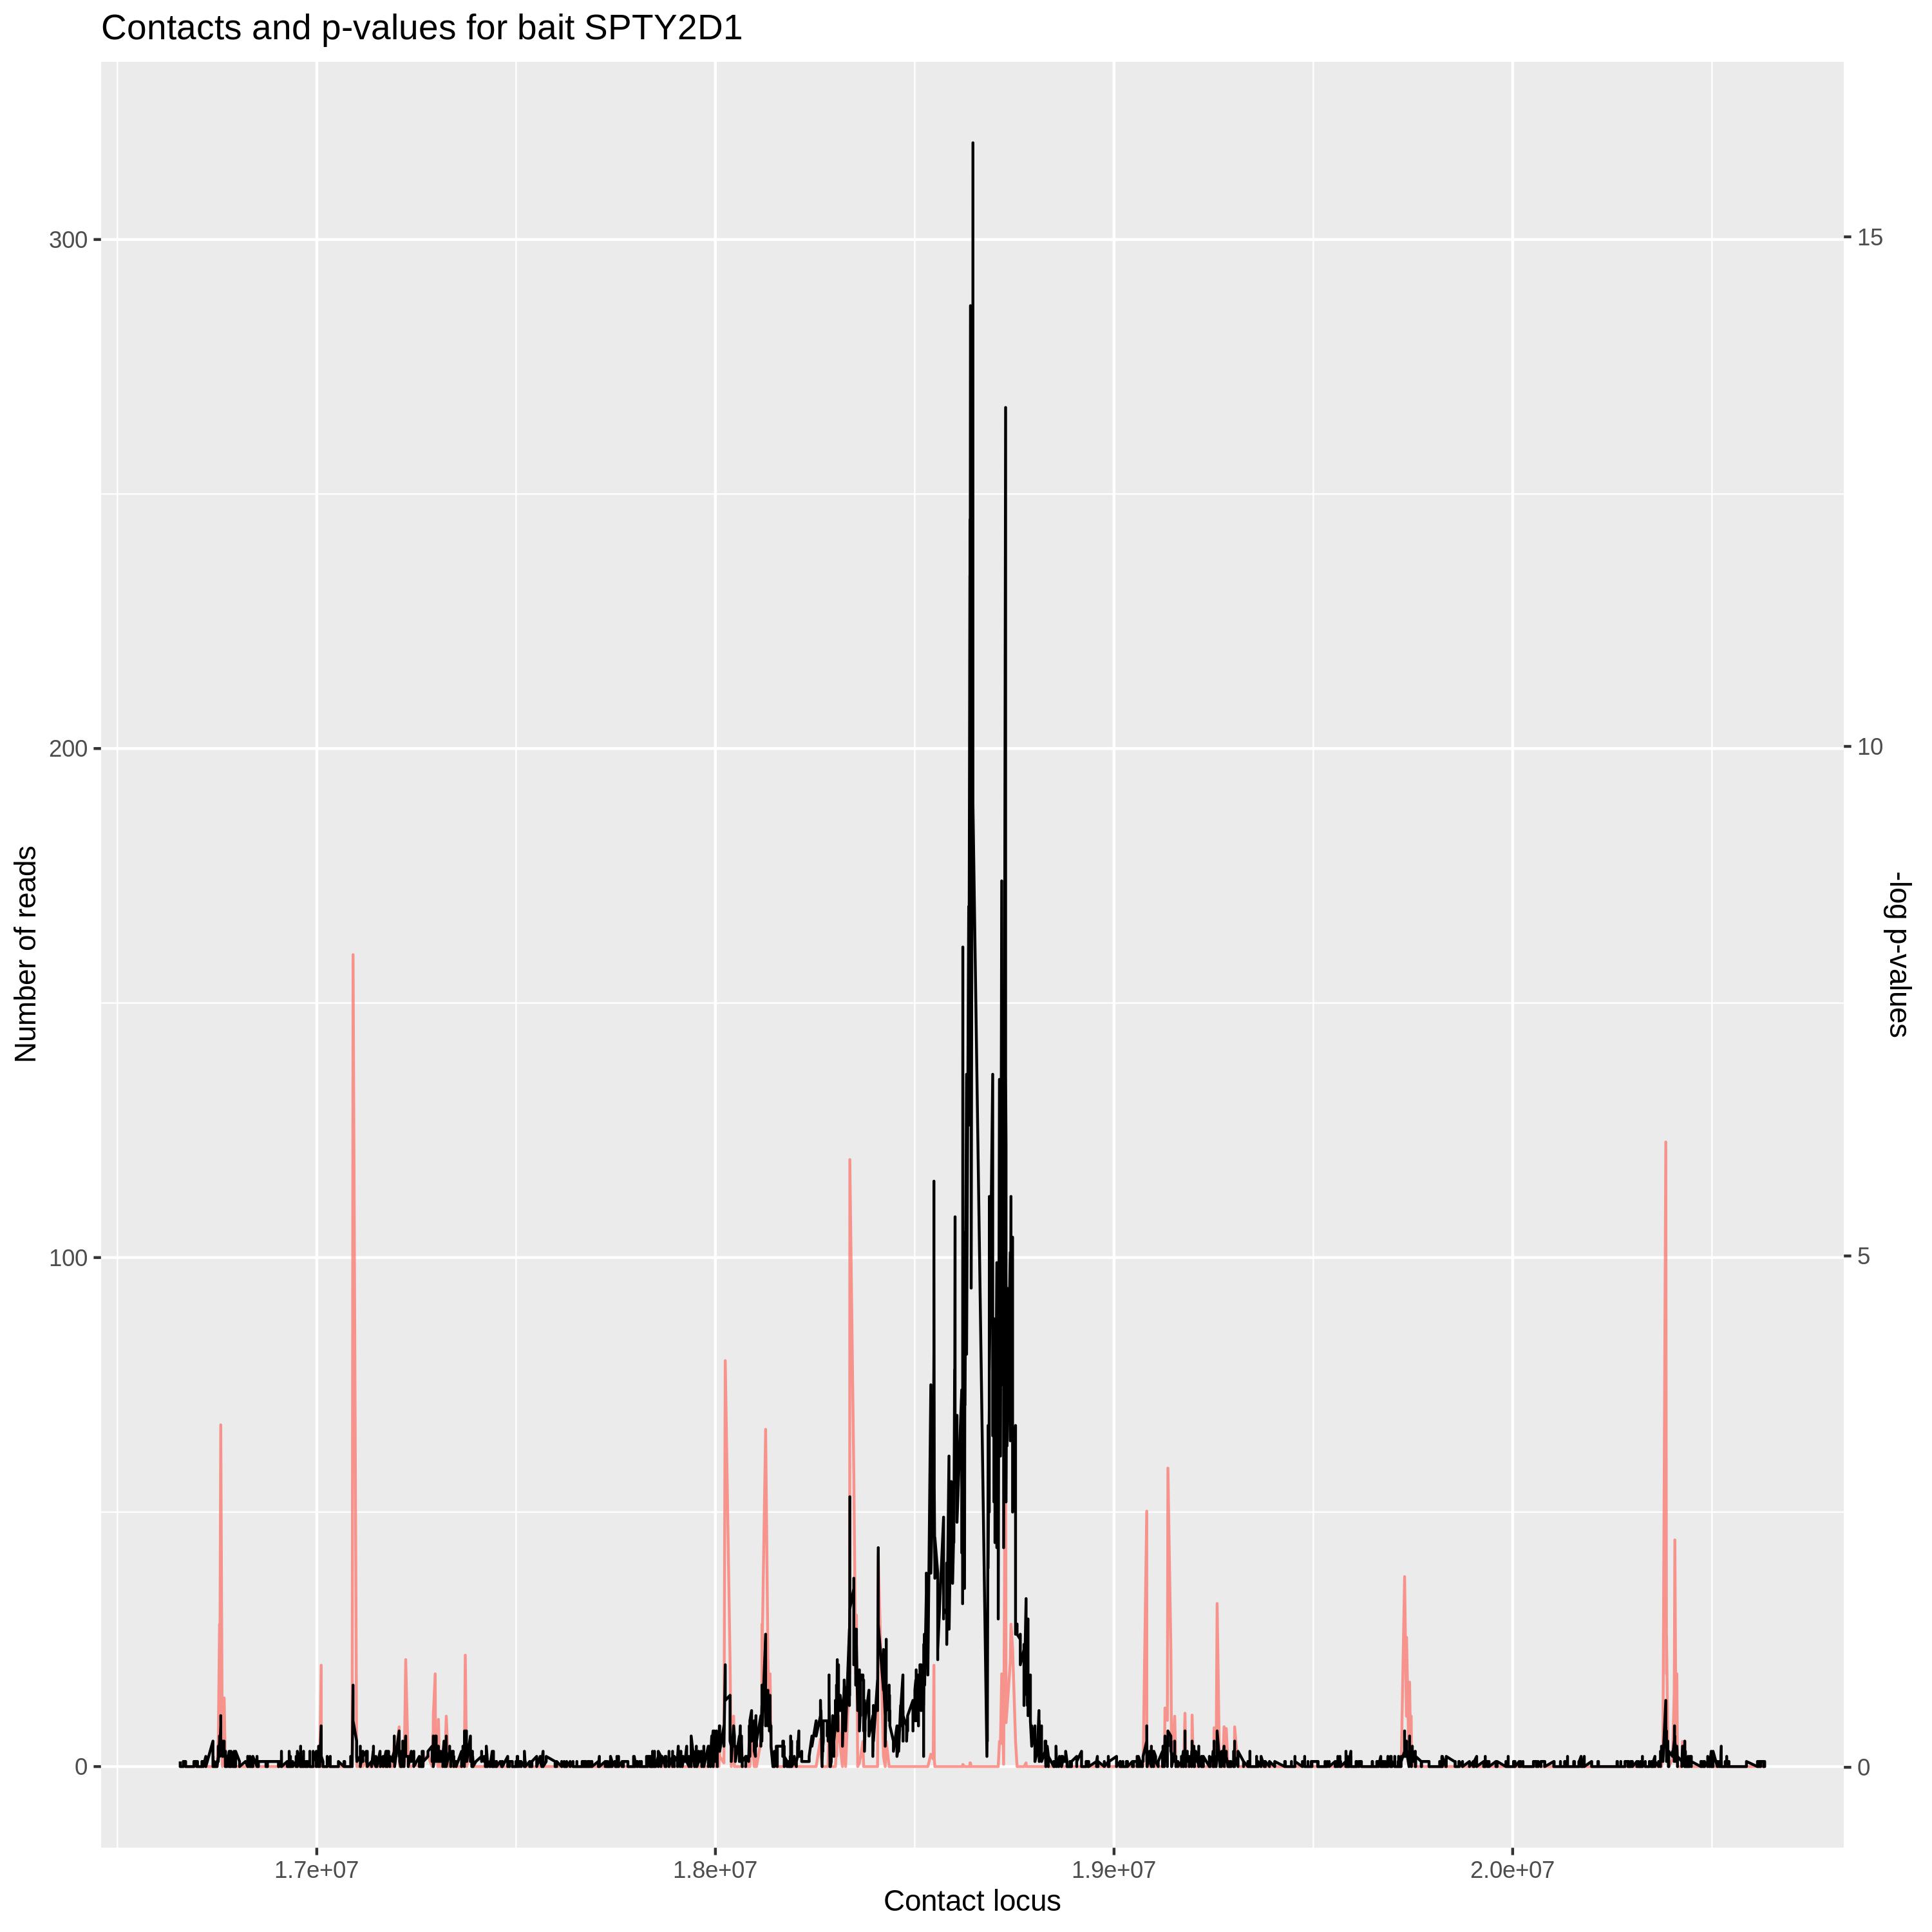 Contacts and p-values for bait SPTY2D1
300
200
100
0
Number of reads
15
10
5
0
-log p-values
1.7e+07
1.8e+07
1.9e+07
2.0e+07
Contact locus